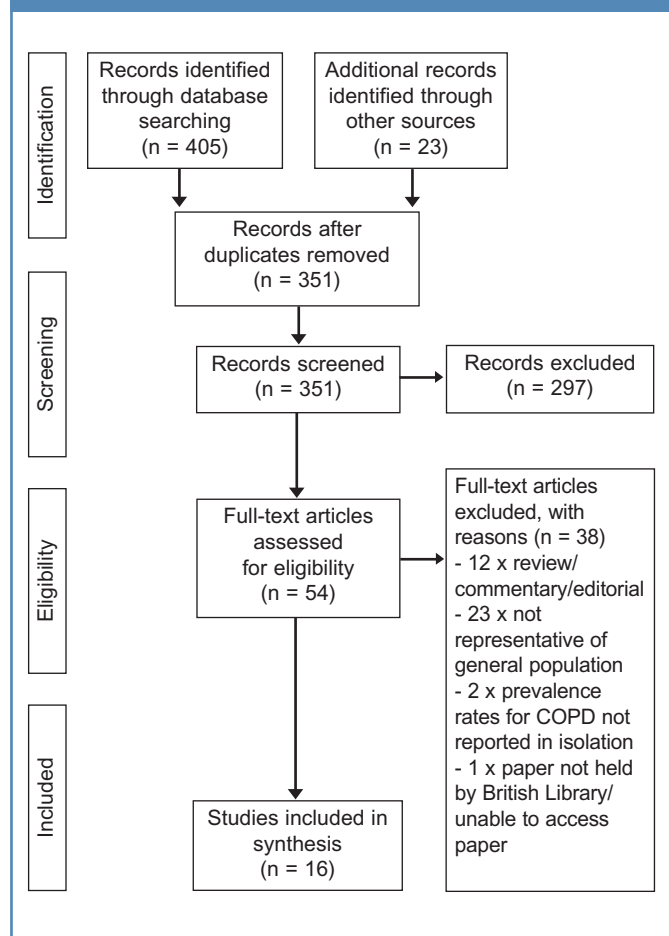 Identification
Records identified
through database
searching
(n = 405)
Additional records
identified through
other sources
(n = 23)
Records after
duplicates removed
(n = 351)
Screening
Records screened
(n = 351)
Records excluded
(n = 297)
Eligibility
Full-text articles
assessed
for eligibility
(n = 54)
Full-text articles
excluded, with
reasons (n = 38)
- 12 x review/
commentary/editorial
- 23 x not
representative of
general population
- 2 x prevalence
rates for COPD not
reported in isolation
- 1 x paper not held
by British Library/
unable to access
paper
Included
Studies included in
synthesis
(n = 16)